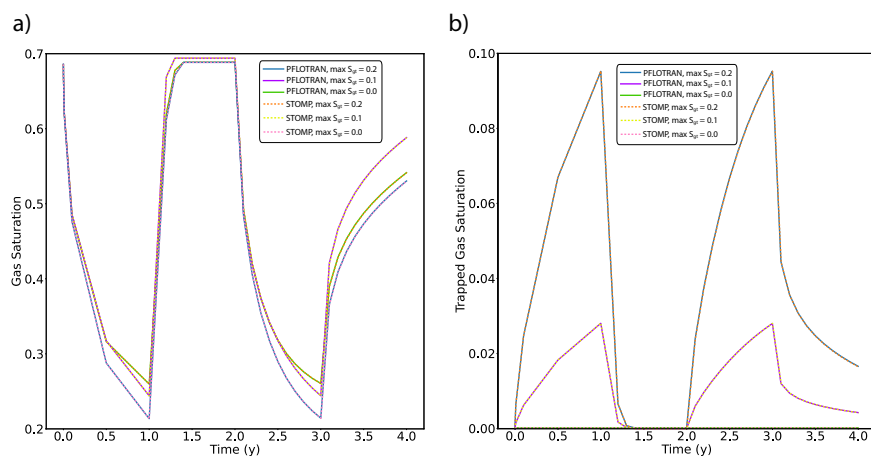 a)
0.7
0.6
0.5
0.4
0.3
0.2
Gas Saturation
0.0 0.5 1.0 1.5 2.0 2.5 3.0 3.5 4.0
Time (y)
PFLOTRAN, max Sgt = 0.2
PFLOTRAN, max Sgt = 0.1
PFLOTRAN, max Sgt = 0.0
STOMP, max Sgt = 0.2
STOMP, max Sgt = 0.1
STOMP, max Sgt = 0.0
b)
0.10
0.08
0.06
0.04
0.02
0.00
Trapped Gas Saturation
0.0 0.5 1.0 1.5 2.0 2.5 3.0 3.5 4.0
Time (y)
PFLOTRAN, max Sgt = 0.2
PFLOTRAN, max Sgt = 0.1
PFLOTRAN, max Sgt = 0.0
STOMP, max Sgt = 0.2
STOMP, max Sgt = 0.1
STOMP, max Sgt = 0.0